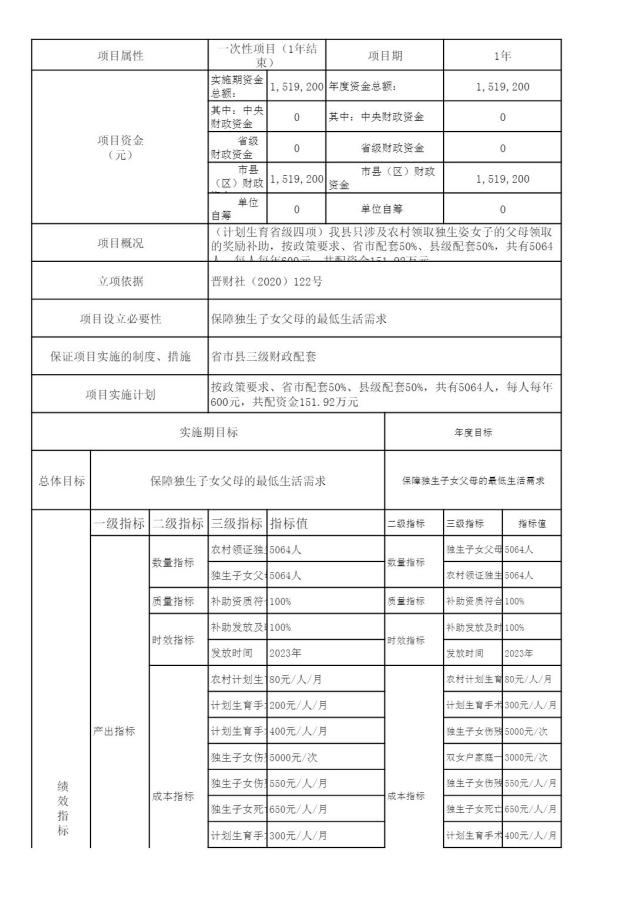 项目属性 一次性项目（1年结束） 项目期 1年
项目资金（元）
实施期资金总额： 1,519,200 年度资金总额： 1,519,200
其中：中央财政资金 0 其中：中央财政资金 0
省级财政资金 0 省级财政资金 0
市县（区）财政 1,519,200 市县（区）财政资金 1,519,200
单位自筹 0 单位自筹 0
项目概况
（计划生育省级四项）我县只涉及农村领取独生姿女子的父母领取
的奖励补助，按政策要求、省市配套50%、县级配套50%，共有5064
人，每人每年600元，共配资金151.92万元
立项依据 晋财社（2020）122号
项目设立必要性 保障独生子女父母的最低生活需求
保证项目实施的制度、措施 省市县三级财政配套
项目实施计划
按政策要求、省市配套50%、县级配套50%，共有5064人，每人每年
600元，共配资金151.92万元
实施期目标 年度目标
总体目标 保障独生子女父母的最低生活需求 保障独生子女父母的最低生活需求
绩效指标
一级指标 二级指标 三级指标 指标值 二级指标 三级指标 指标值
产出指标
数量指标 农村领证独 5064人 数量指标 独生子女父母 5064人
独生子女父 5064人 农村领证独生 5064人
质量指标 补助资质符 100% 质量指标 补助资质符合 100%
时效指标 补助发放及 100% 时效指标 补助发放及时 100%
发放时间 2023年 发放时间 2023年
成本指标 农村计划生 80元/人/月 成本指标 农村计划生育 80元/人/月
计划生育手 200元/人/月 计划生育手术 300元/人/月
计划生育手 400元/人/月 独生子女伤残 5000元/次
独生子女伤 5000元/次 双女户家庭一 3000元/次
独生子女伤 550元/人/月 独生子女伤残 550元/人/月
独生子女死 650元/人/月 独生子女死亡 650元/人/月
计划生育手 300元/人/月 计划生育手术 400元/人/月